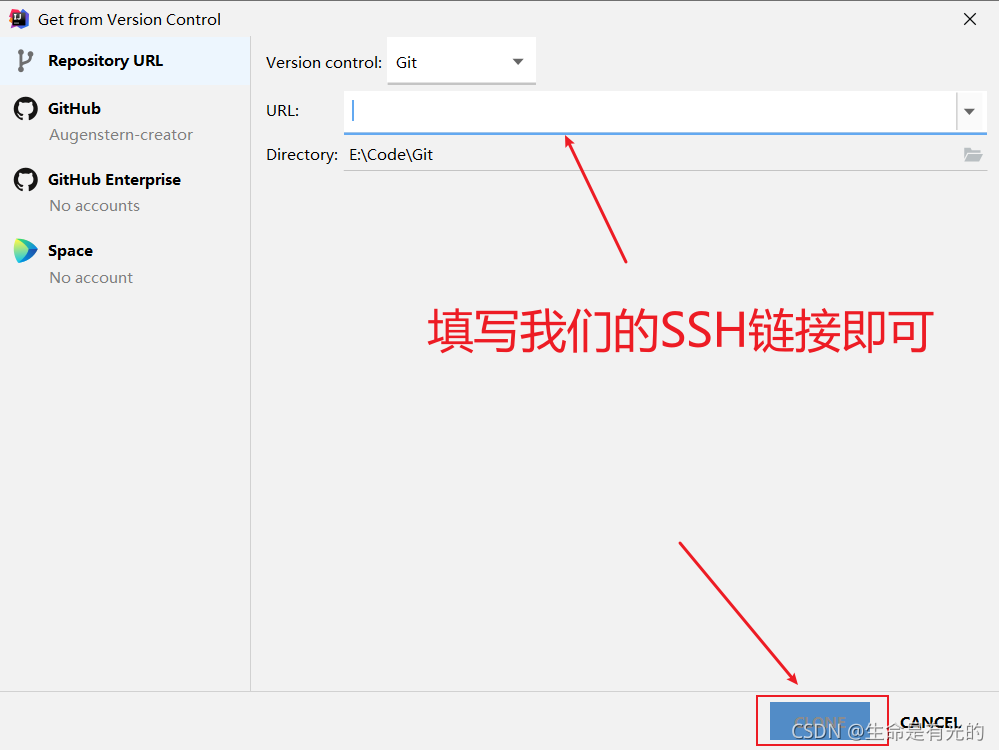 Get from Version Control
Repository URL
GitHub
Augenstern-creator
GitHub Enterprise
No accounts
Space
No account
Version control: Git
URL:
Directory: E:\Code\Git
填写我们的SSH链接即可
CLONE
CANCEL
CSDN @生命是有光的